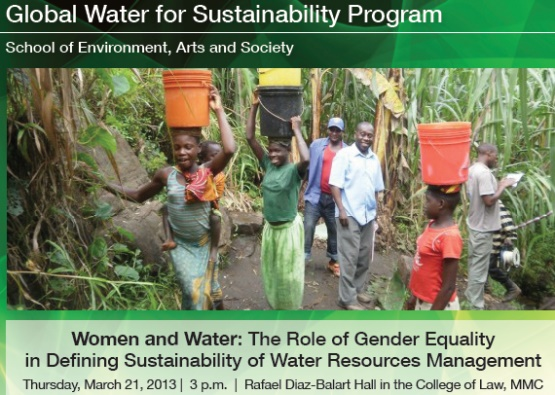 Global Water for Sustainability Program
School of Environment, Arts and Society
Women and Water: The Role of Gender Equality
in Defining Sustainability of Water Resources Management
Thursday, March 21, 2013 | 3 p.m. | Rafael Diaz-Balart Hall in the College of Law, MMC